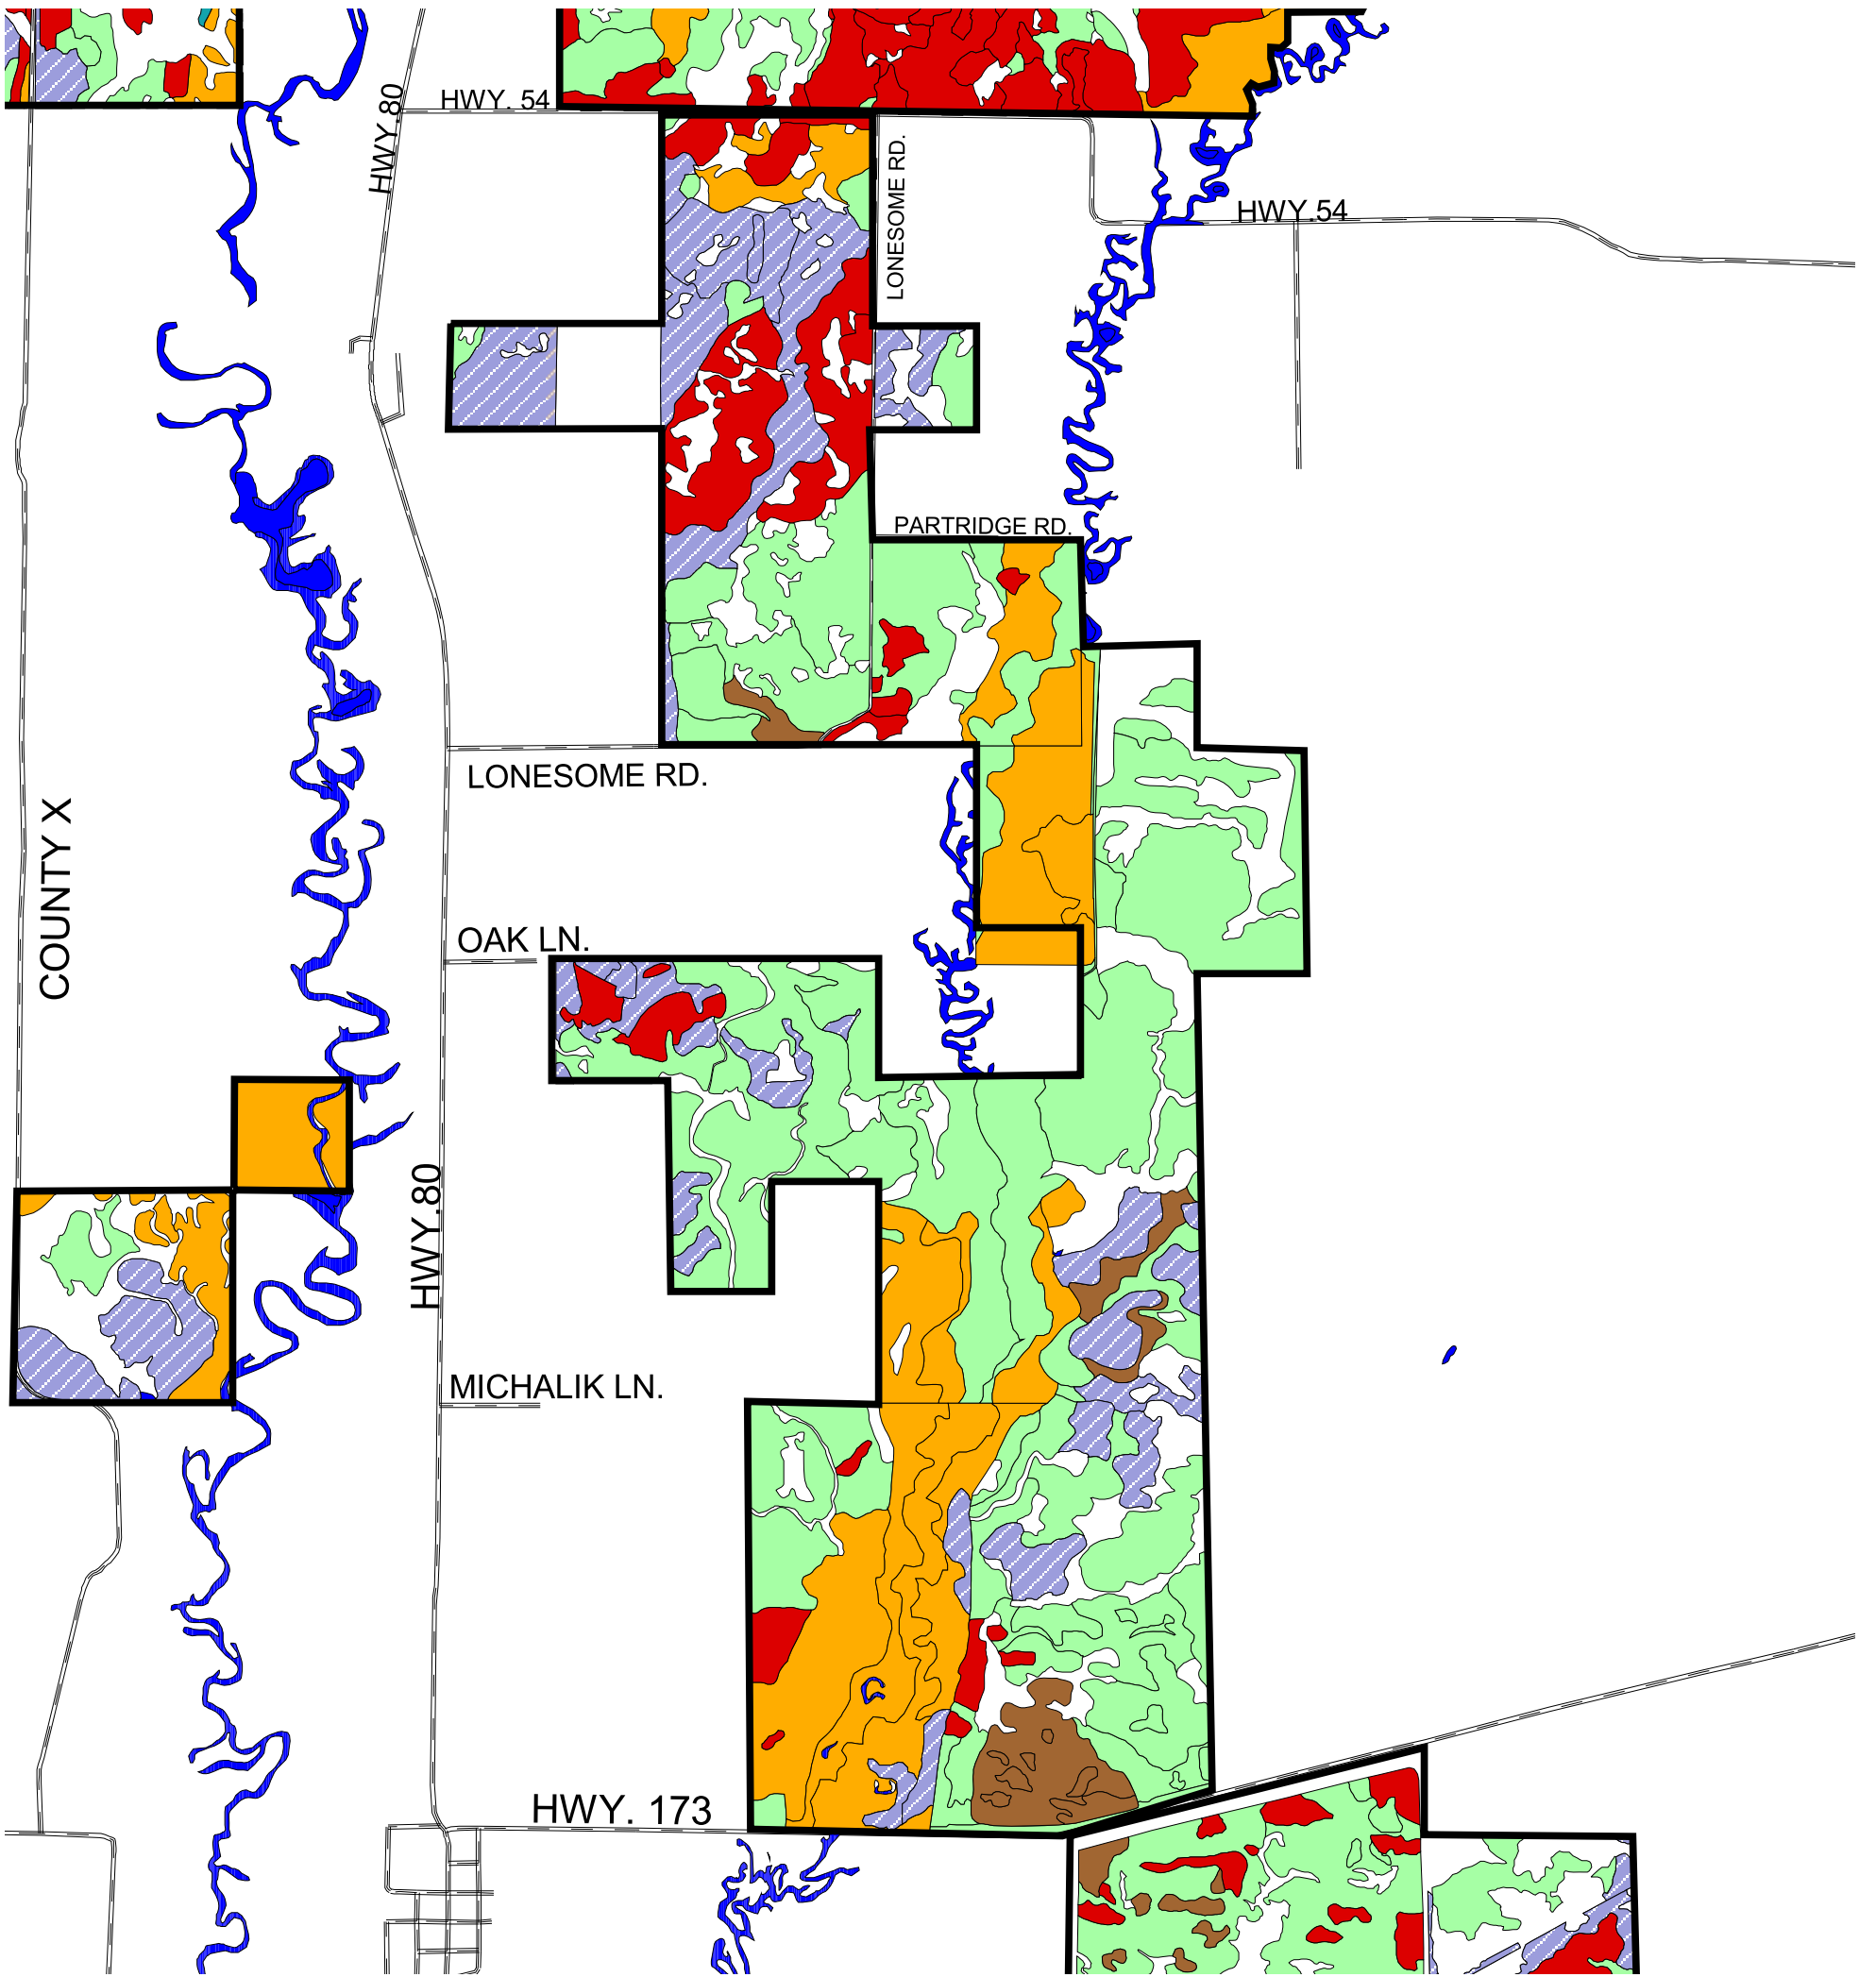 HWY. 54
HWY.80
LONESOME RD.
HWY.54
PARTRIDGE RD.
LONESOME RD.
COUNTY X
OAK LN.
HWY.80
MICHALIK LN.
HWY. 173